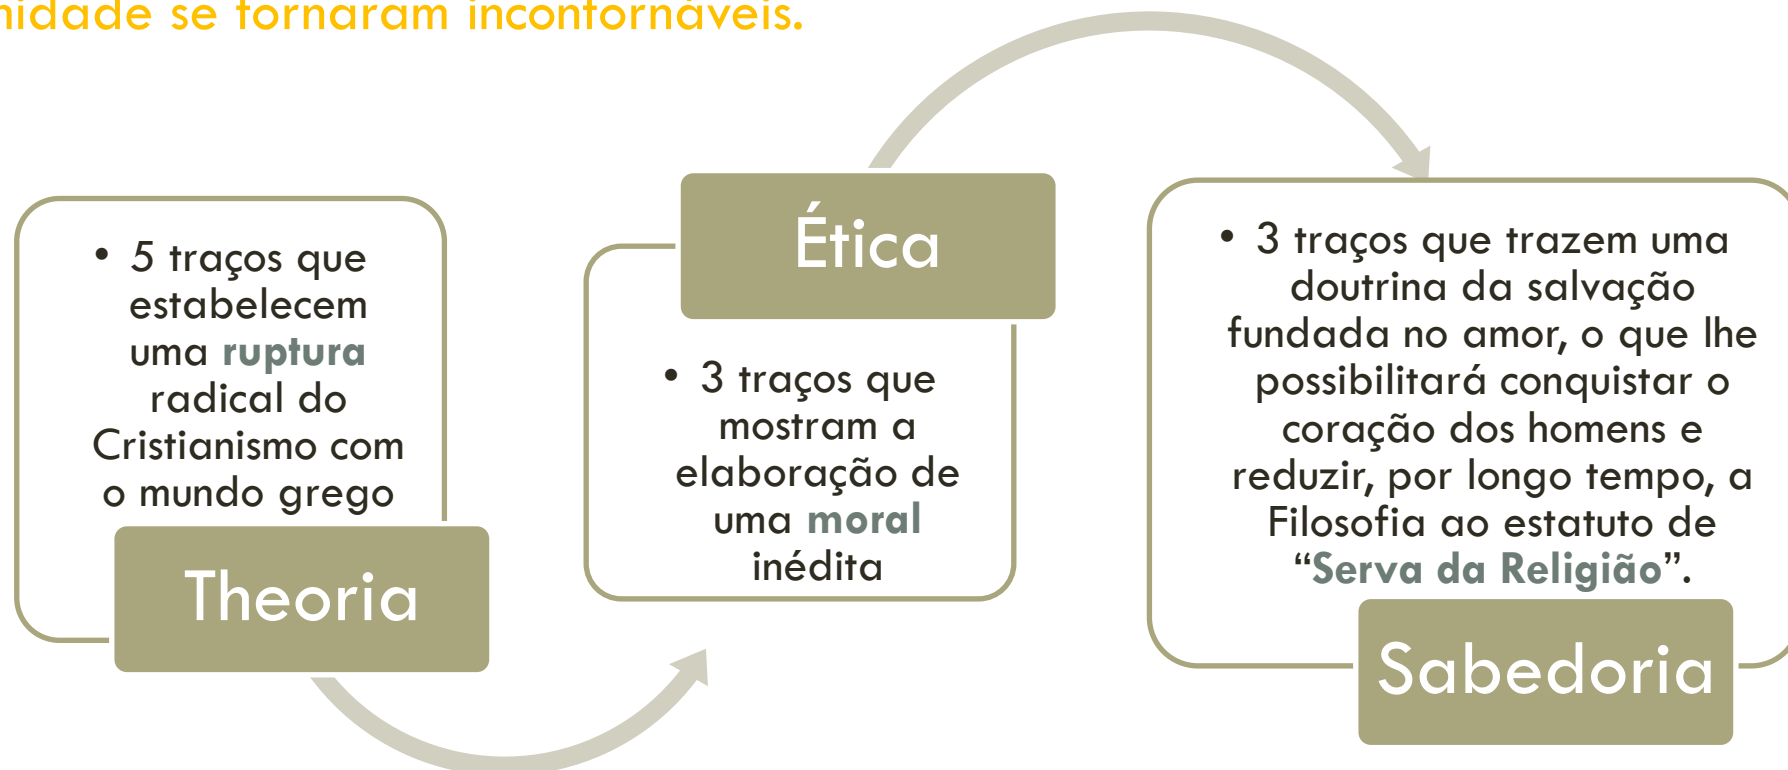 se tornaram incontornáveis.
• 5 traços que
estabelecem
uma ruptura
radical do
Cristianismo com
o mundo grego
Theoria
Ética
• 3 traços que
mostram a
elaboração de
uma moral
inédita
• 3 traços que trazem uma
doutrina da salvação
fundada no amor, o que lhe
possibilitará conquistar o
coração dos homens e
reduzir, por longo tempo, a
Filosofia ao estatuto de
“Serva da Religião”.
Sabedoria